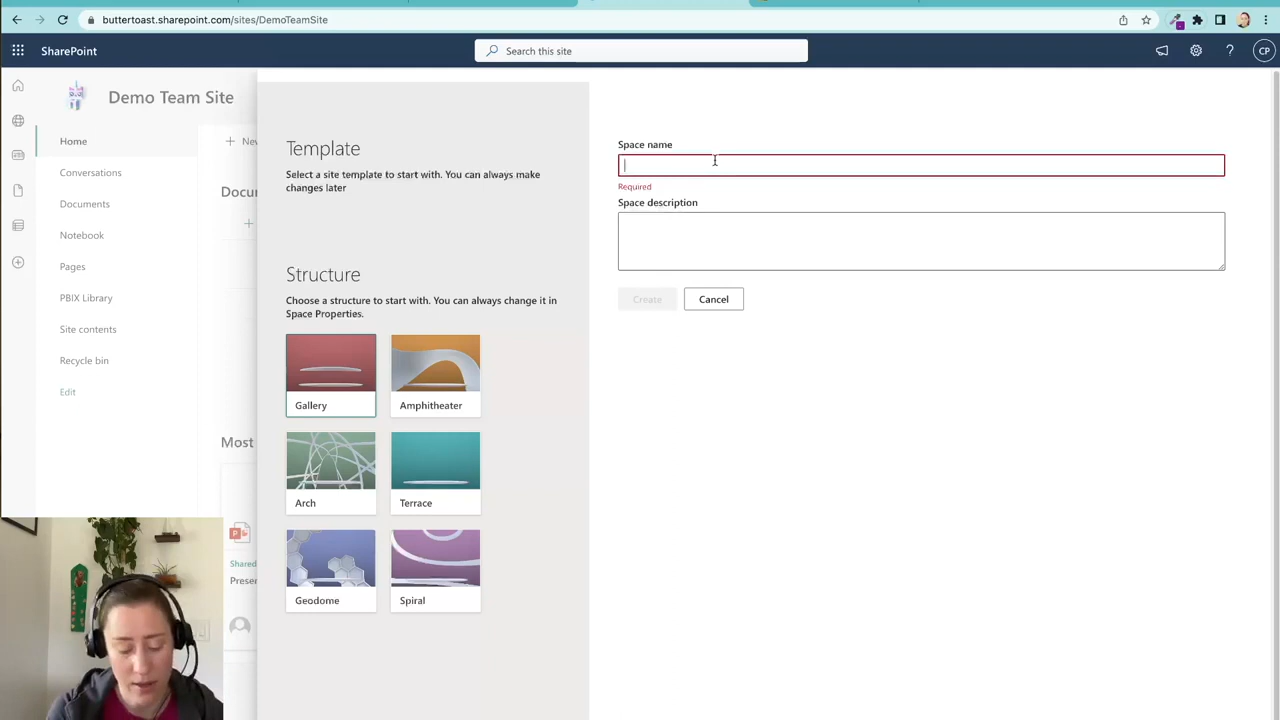 buttertoast.sharepoint.com/sites/DemoTeamSite
SharePoint
Search this site
CP
Demo Team Site
Home
Conversations
Documents
Notebook
Pages
PBIX Library
Site contents
Recycle bin
Edit
Template
Select a site template to start with. You can always make
changes later
Structure
Choose a structure to start with. You can always change it in
Space Properties.
Gallery
Amphitheater
Arch
Terrace
Geodome
Spiral
Space name
Required
Space description
Create
Cancel
Most
Shared